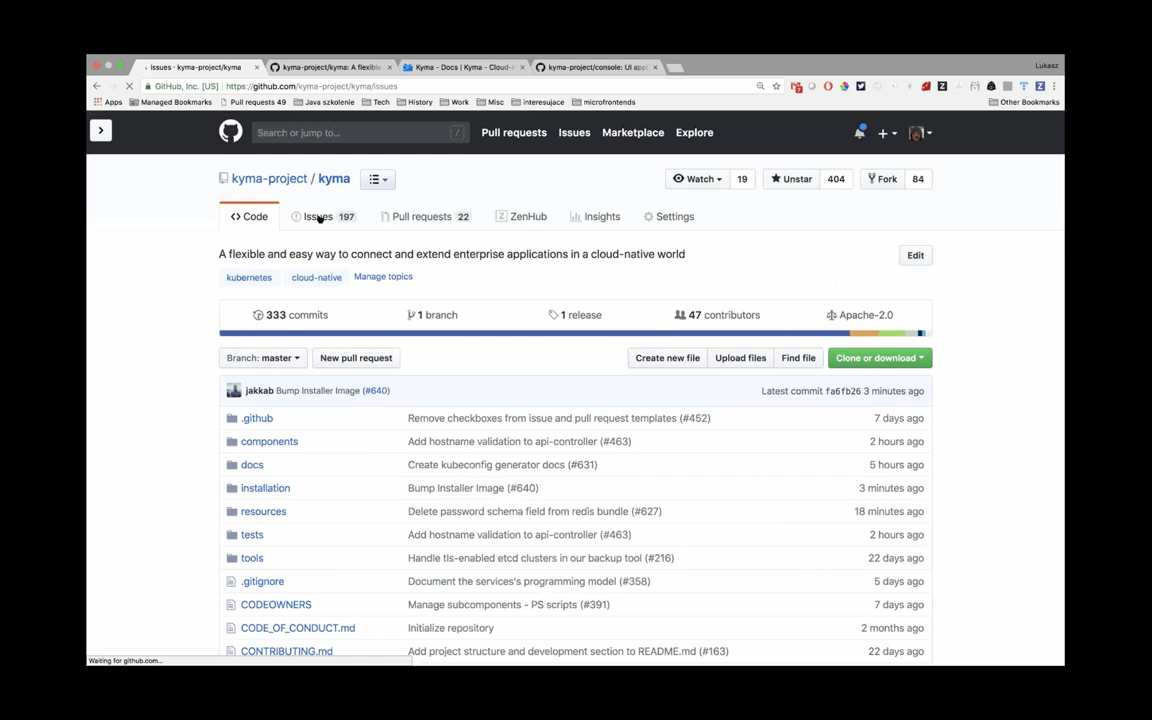 Issues · kyma-project/kyma
kyma-project/kyma: A flexible
Kyma - Docs | Kyma - Cloud-n
kyma-project/console: UI app
Lukasz
GitHub, Inc. [US]
https://github.com/kyma-project/kyma/issues
Apps
Managed Bookmarks
Pull requests 49
Java szkolenie
Tech
History
Work
Misc
interesujace
microfrontends
Other Bookmarks
Search or jump to...
/
Pull requests
Issues
Marketplace
Explore
kyma-project / kyma
Watch
19
Unstar
404
Fork
84
Code
Issues 197
Pull requests 22
ZenHub
Insights
Settings
A flexible and easy way to connect and extend enterprise applications in a cloud-native world
Edit
kubernetes
cloud-native
Manage topics
333 commits
1 branch
1 release
47 contributors
Apache-2.0
Branch: master
New pull request
Create new file
Upload files
Find file
Clone or download
jakkab Bump Installer Image (#640)
Latest commit fa6fb26 3 minutes ago
.github Remove checkboxes from issue and pull request templates (#452) 7 days ago
components Add hostname validation to api-controller (#463) 2 hours ago
docs Create kubeconfig generator docs (#631) 5 hours ago
installation Bump Installer Image (#640) 3 minutes ago
resources Delete password schema field from redis bundle (#627) 18 minutes ago
tests Add hostname validation to api-controller (#463) 2 hours ago
tools Handle tls-enabled etcd clusters in our backup tool (#216) 22 days ago
.gitignore Document the services's programming model (#358) 5 days ago
CODEOWNERS Manage subcomponents - PS scripts (#391) 7 days ago
CODE_OF_CONDUCT.md Initialize repository 2 months ago
CONTRIBUTING.md Add project structure and development section to README.md (#163) 22 days ago
Waiting for github.com...